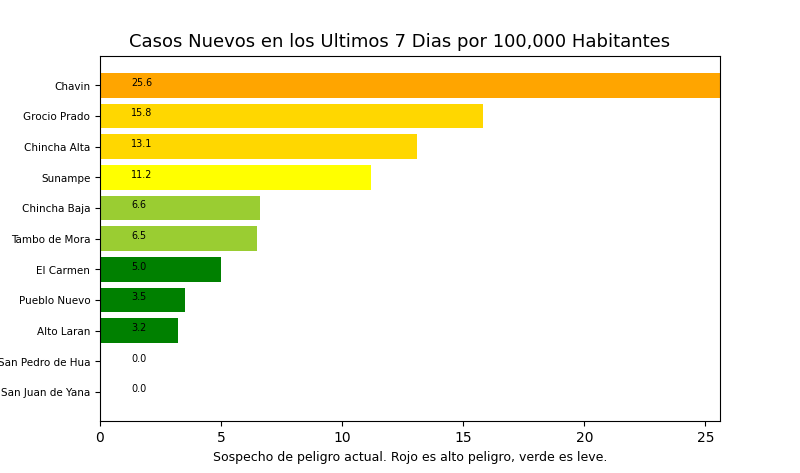 Casos Nuevos en los Ultimos 7 Dias por 100,000 Habitantes
Chavin 25.6
Grocio Prado 15.8
Chincha Alta 13.1
Sunampe 11.2
Chincha Baja 6.6
Tambo de Mora 6.5
El Carmen 5.0
Pueblo Nuevo 3.5
Alto Laran 3.2
San Pedro de Hua 0.0
San Juan de Yana 0.0
0 5 10 15 20 25
Sospecho de peligro actual. Rojo es alto peligro, verde es leve.